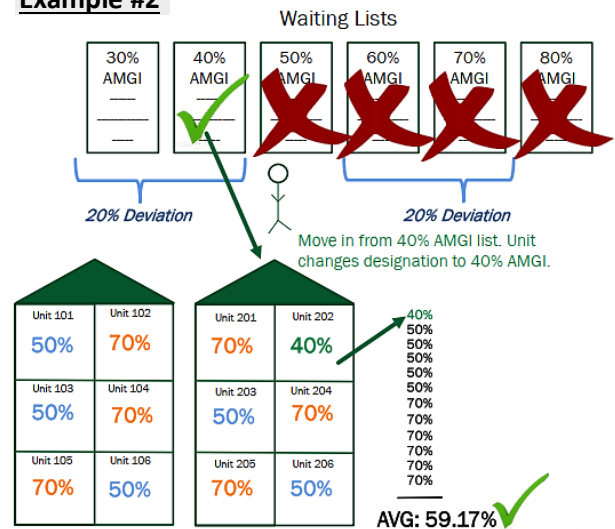 Example #2
Waiting Lists
30% AMGI
40% AMGI
50% AMGI
60% AMGI
70% AMGI
80% AMGI
20% Deviation
20% Deviation
Move in from 40% AMGI list. Unit
changes designation to 40% AMGI.
Unit 101
50%
Unit 102
70%
Unit 103
50%
Unit 104
70%
Unit 105
70%
Unit 106
50%
Unit 201
70%
Unit 202
40%
Unit 203
50%
Unit 204
70%
Unit 205
70%
Unit 206
50%
40%
50%
50%
50%
50%
50%
70%
70%
70%
70%
70%
70%
AVG: 59.17%